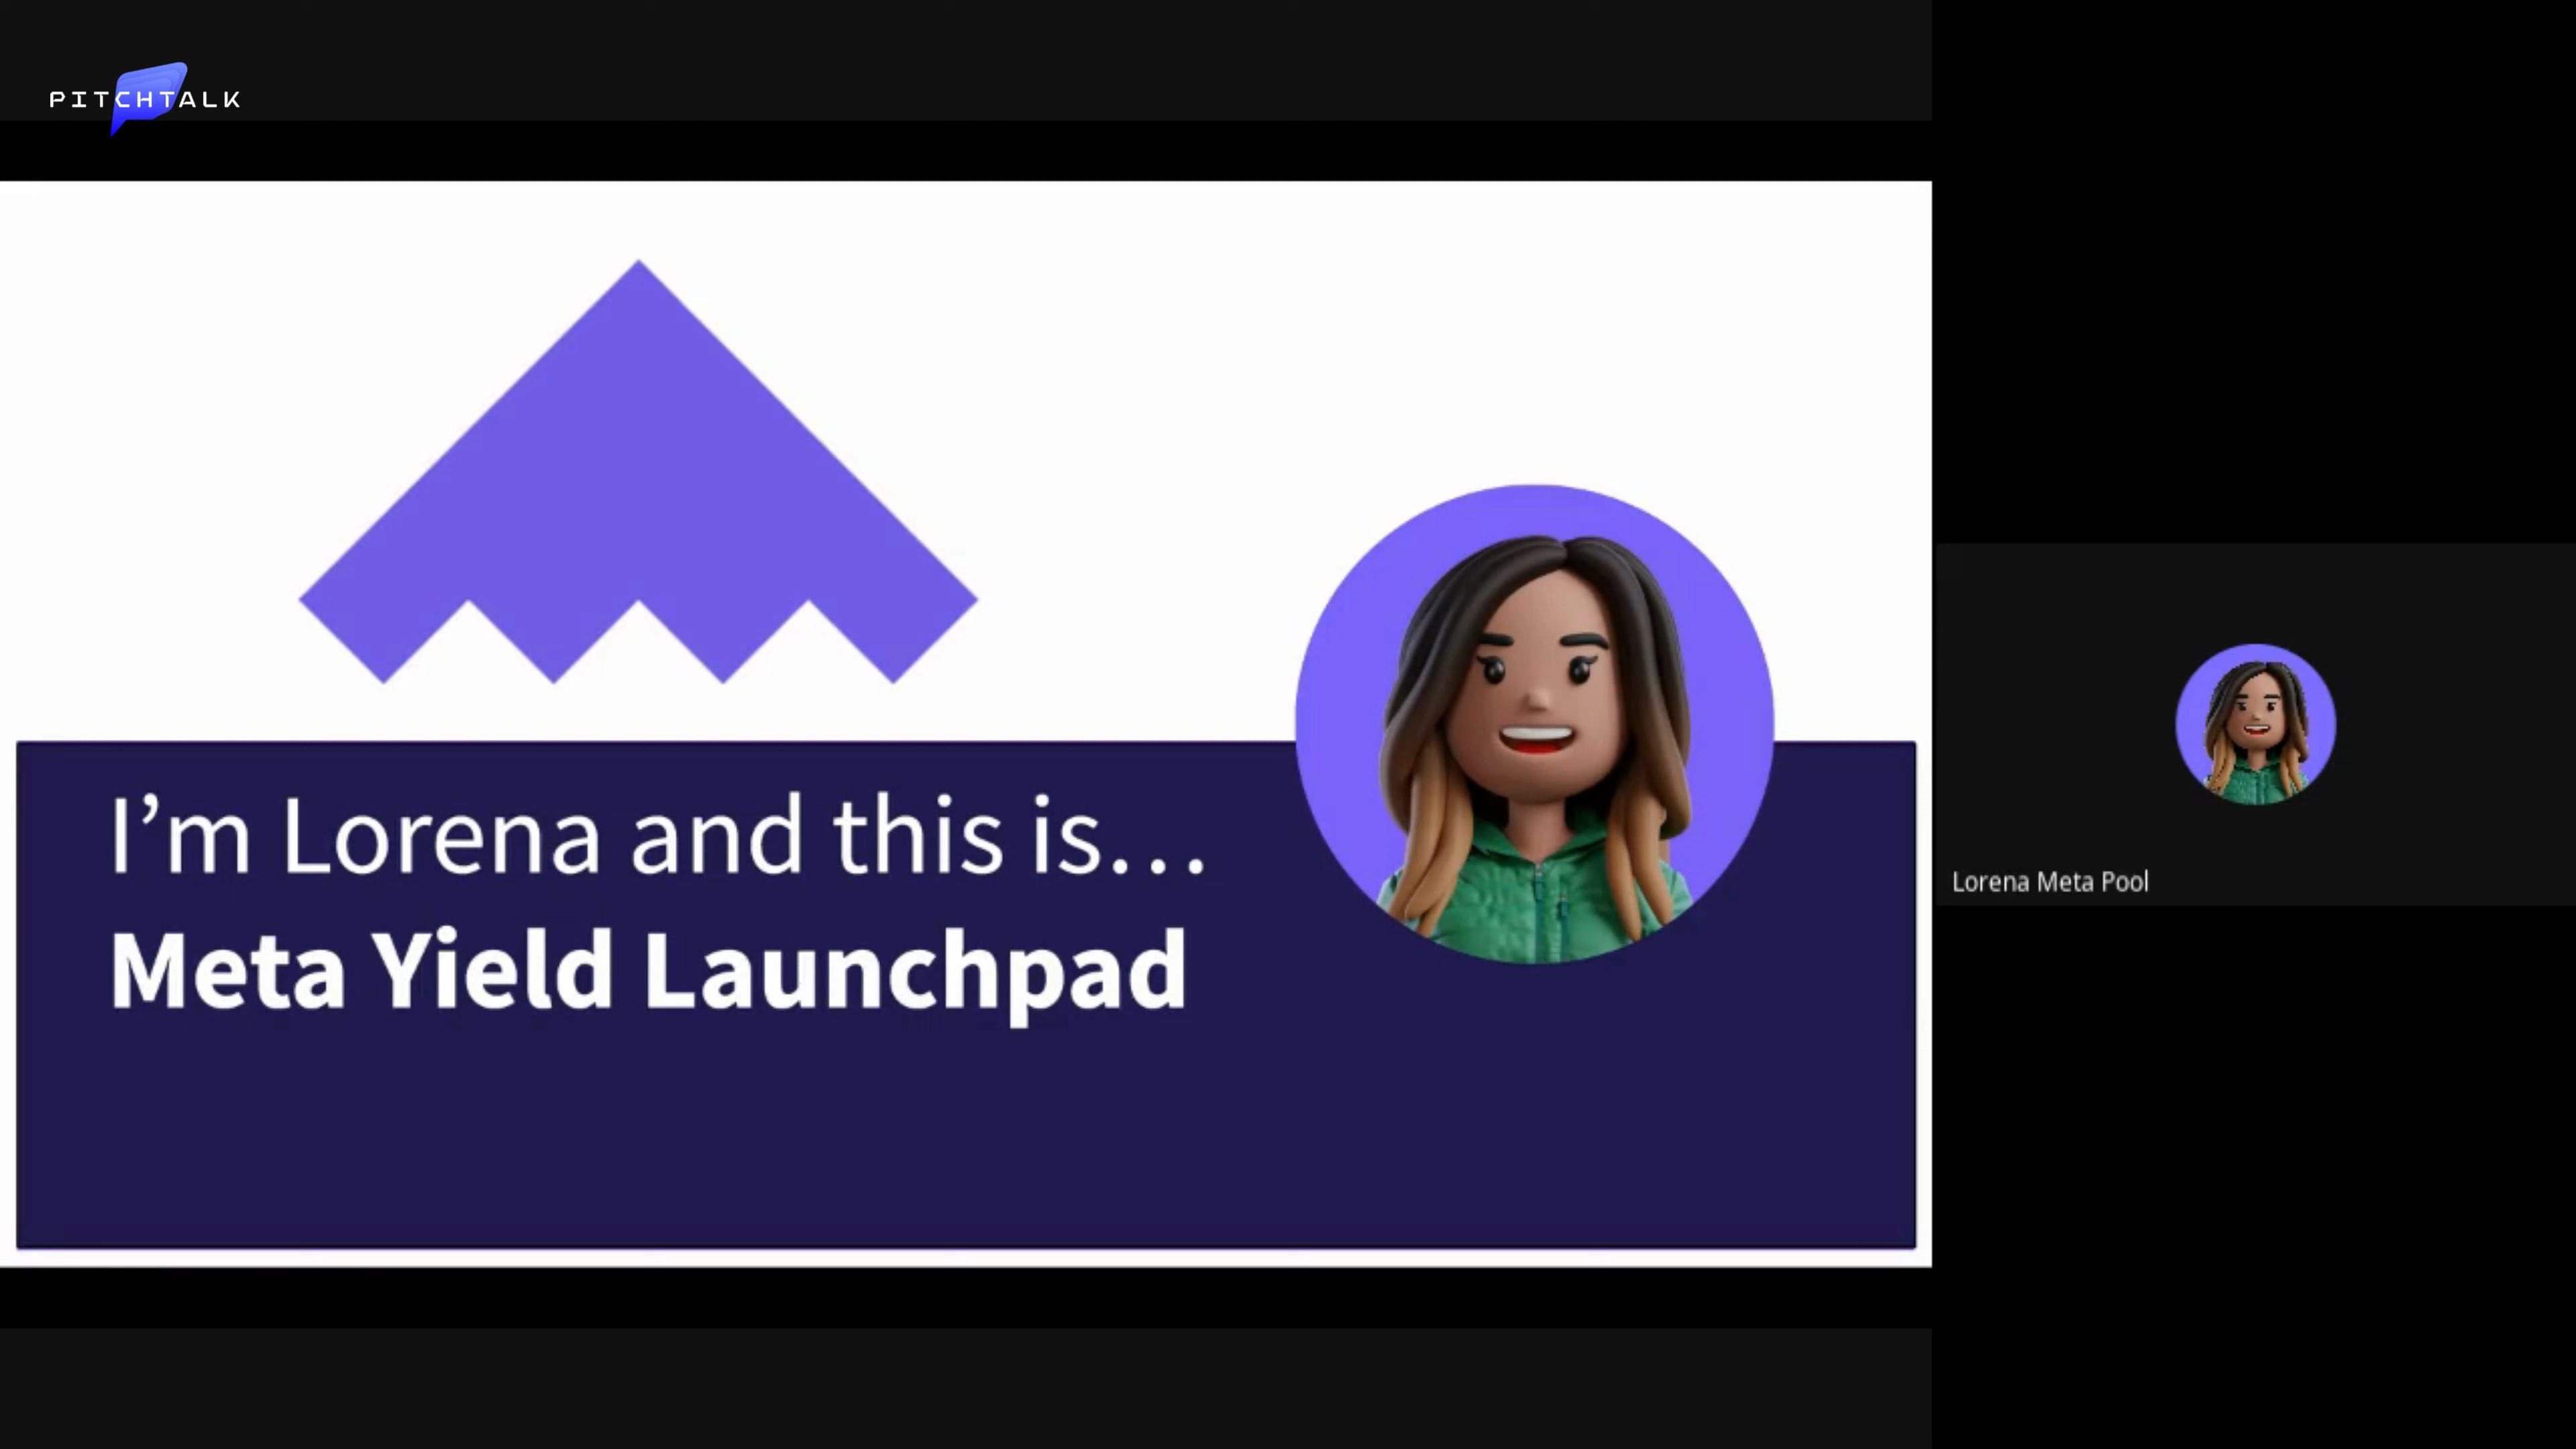 PITCHTALK
I’m Lorena and this is…
Meta Yield Launchpad
Lorena Meta Pool